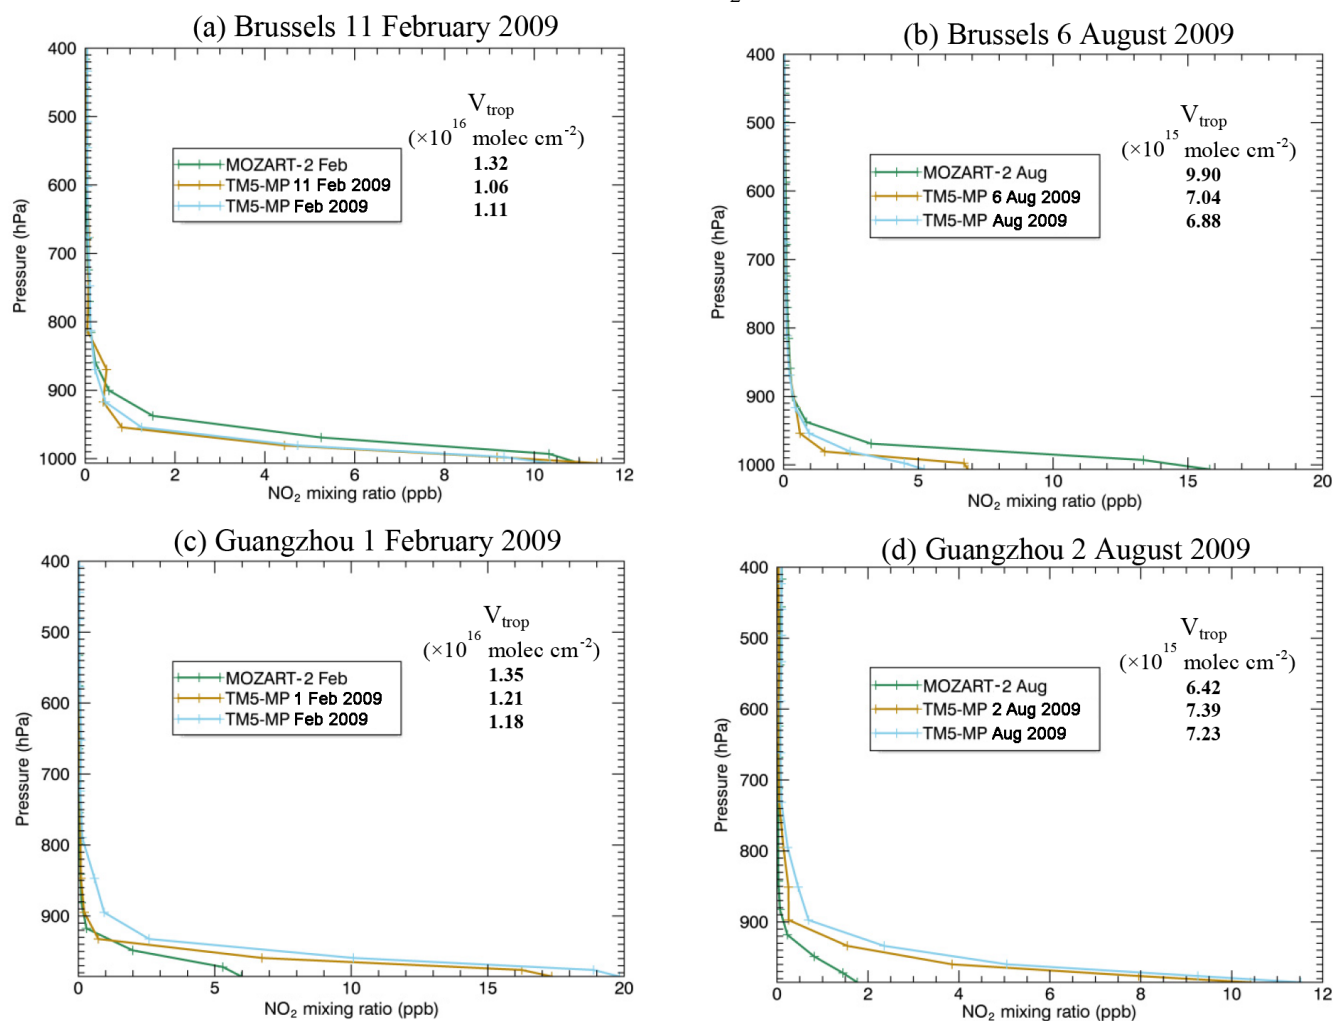 2
(a) Brussels 11 February 2009
400
500
600
700
800
900
1000
Pressure (hPa)
V trop
(×10^16 molec cm^-2)
MOZART-2 Feb 1.32
TM5-MP 11 Feb 2009 1.06
TM5-MP Feb 2009 1.11
0 2 4 6 8 10 12
NO2 mixing ratio (ppb)
(b) Brussels 6 August 2009
400
500
600
700
800
900
1000
Pressure (hPa)
V trop
(×10^15 molec cm^-2)
MOZART-2 Aug 9.90
TM5-MP 6 Aug 2009 7.04
TM5-MP Aug 2009 6.88
0 5 10 15 20
NO2 mixing ratio (ppb)
(c) Guangzhou 1 February 2009
400
500
600
700
800
900
Pressure (hPa)
V trop
(×10^16 molec cm^-2)
MOZART-2 Feb 1.35
TM5-MP 1 Feb 2009 1.21
TM5-MP Feb 2009 1.18
0 5 10 15 20
NO2 mixing ratio (ppb)
(d) Guangzhou 2 August 2009
400
500
600
700
800
900
Pressure (hPa)
V trop
(×10^15 molec cm^-2)
MOZART-2 Aug 6.42
TM5-MP 2 Aug 2009 7.39
TM5-MP Aug 2009 7.23
0 2 4 6 8 10 12
NO2 mixing ratio (ppb)